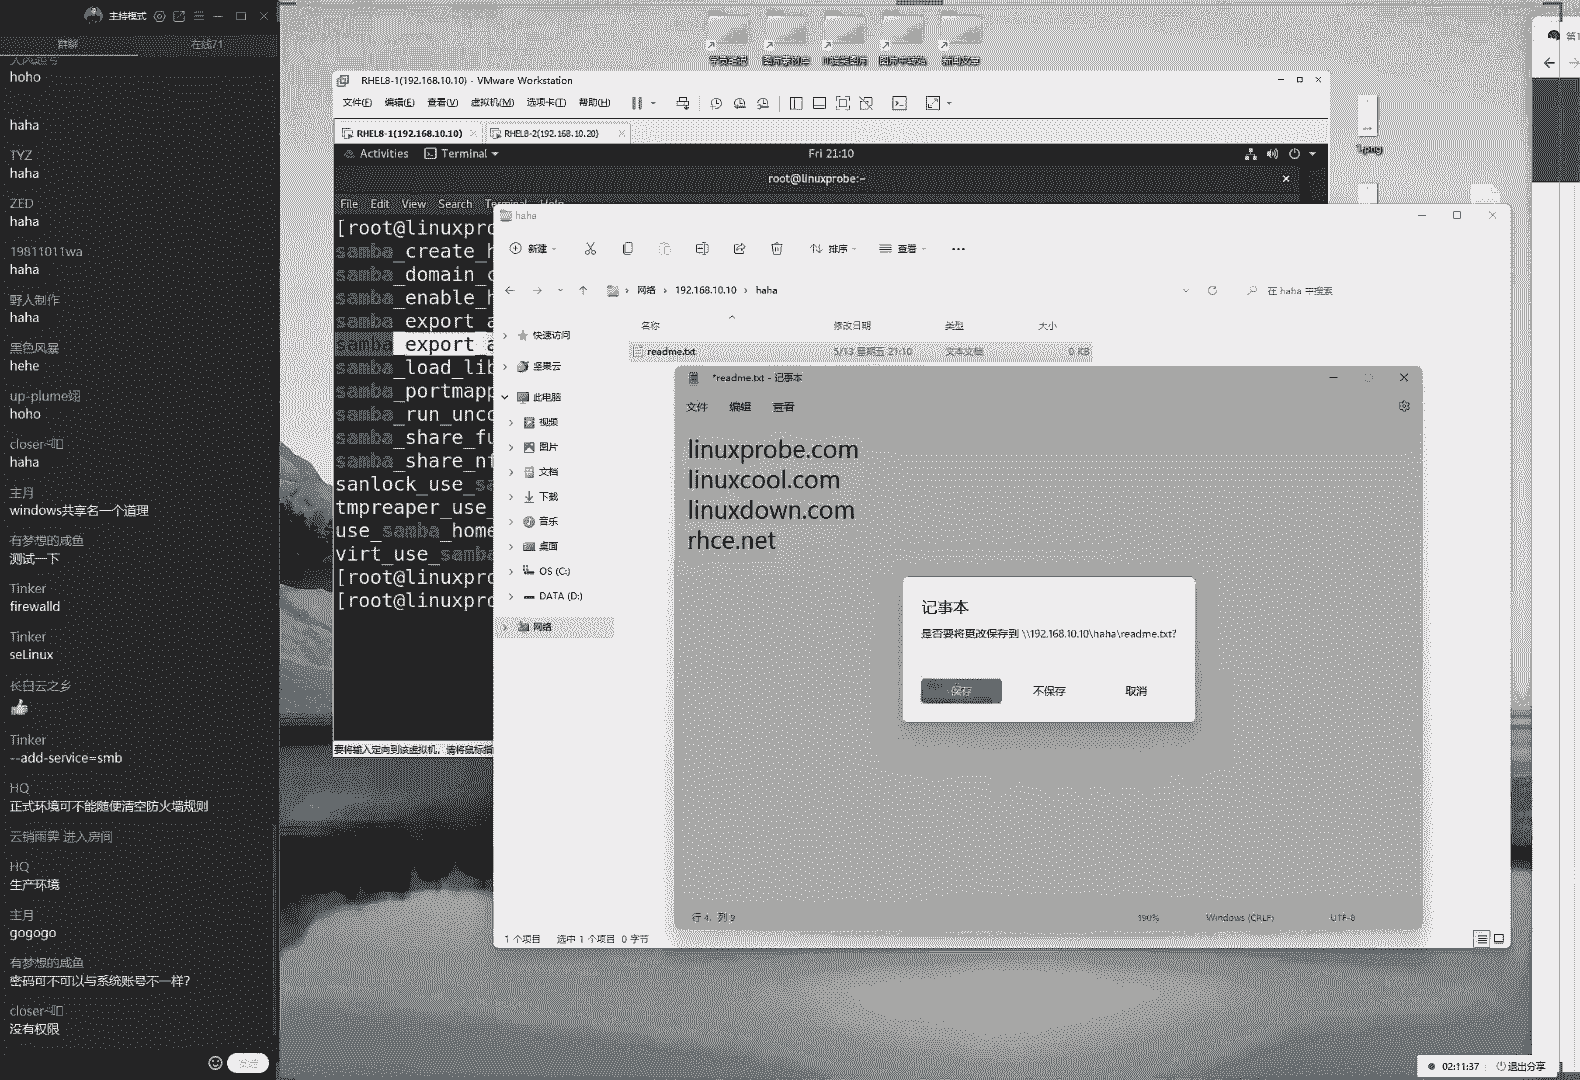 主持模式
群聊
在线71
hoho
haha
TYZ
haha
ZED
haha
19811011wa
haha
野人制作
haha
黑色风暴
hehe
up-plume翊
hoho
closer
haha
主月
windows共享名一个道理
有梦想的咸鱼
测试一下
Tinker
firewalld
Tinker
seLinux
长白云之乡
Tinker
--add-service=smb
HQ
正式环境可不能随便清空防火墙规则
云销雨霁 进入房间
HQ
生产环境
主月
gogogo
有梦想的咸鱼
密码可不可以与系统账号不一样?
closer
没有权限
发送
RHEL8-1(192.168.10.10) - VMware Workstation
文件(F) 编辑(E) 查看(V) 虚拟机(M) 选项卡(T) 帮助(H)
RHEL8-1(192.168.10.10)
RHEL8-2(192.168.10.20)
Activities
Terminal
Fri 21:10
root@linuxprobe:~
File Edit View Search Terminal Help
[root@linuxpro
samba_create_h
samba_domain_c
samba_enable_h
samba_export_a
samba_export_a
samba_load_lib
samba_portmapp
samba_run_unco
samba_share_fu
samba_share_nf
sanlock_use_sa
tmpreaper_use_
use_samba_home
virt_use_samba
[root@linuxpro
[root@linuxpro
要将输入定向到该虚拟机，请将鼠标指
haha
新建
排序
查看
网络 › 192.168.10.10 › haha
在 haha 中搜索
名称
修改日期
类型
大小
readme.txt
5/13 星期五 21:10
文本文档
0 KB
快速访问
坚果云
此电脑
视频
图片
文档
下载
音乐
桌面
OS (C:)
DATA (D:)
网络
1 个项目
选中 1 个项目 0 字节
*readme.txt - 记事本
文件
编辑
查看
linuxprobe.com
linuxcool.com
linuxdown.com
rhce.net
记事本
是否要将更改保存到 \\192.168.10.10\haha\readme.txt?
保存
不保存
取消
行 4, 列 9
190%
Windows (CRLF)
UTF-8
1.png
02:11:37
退出分享